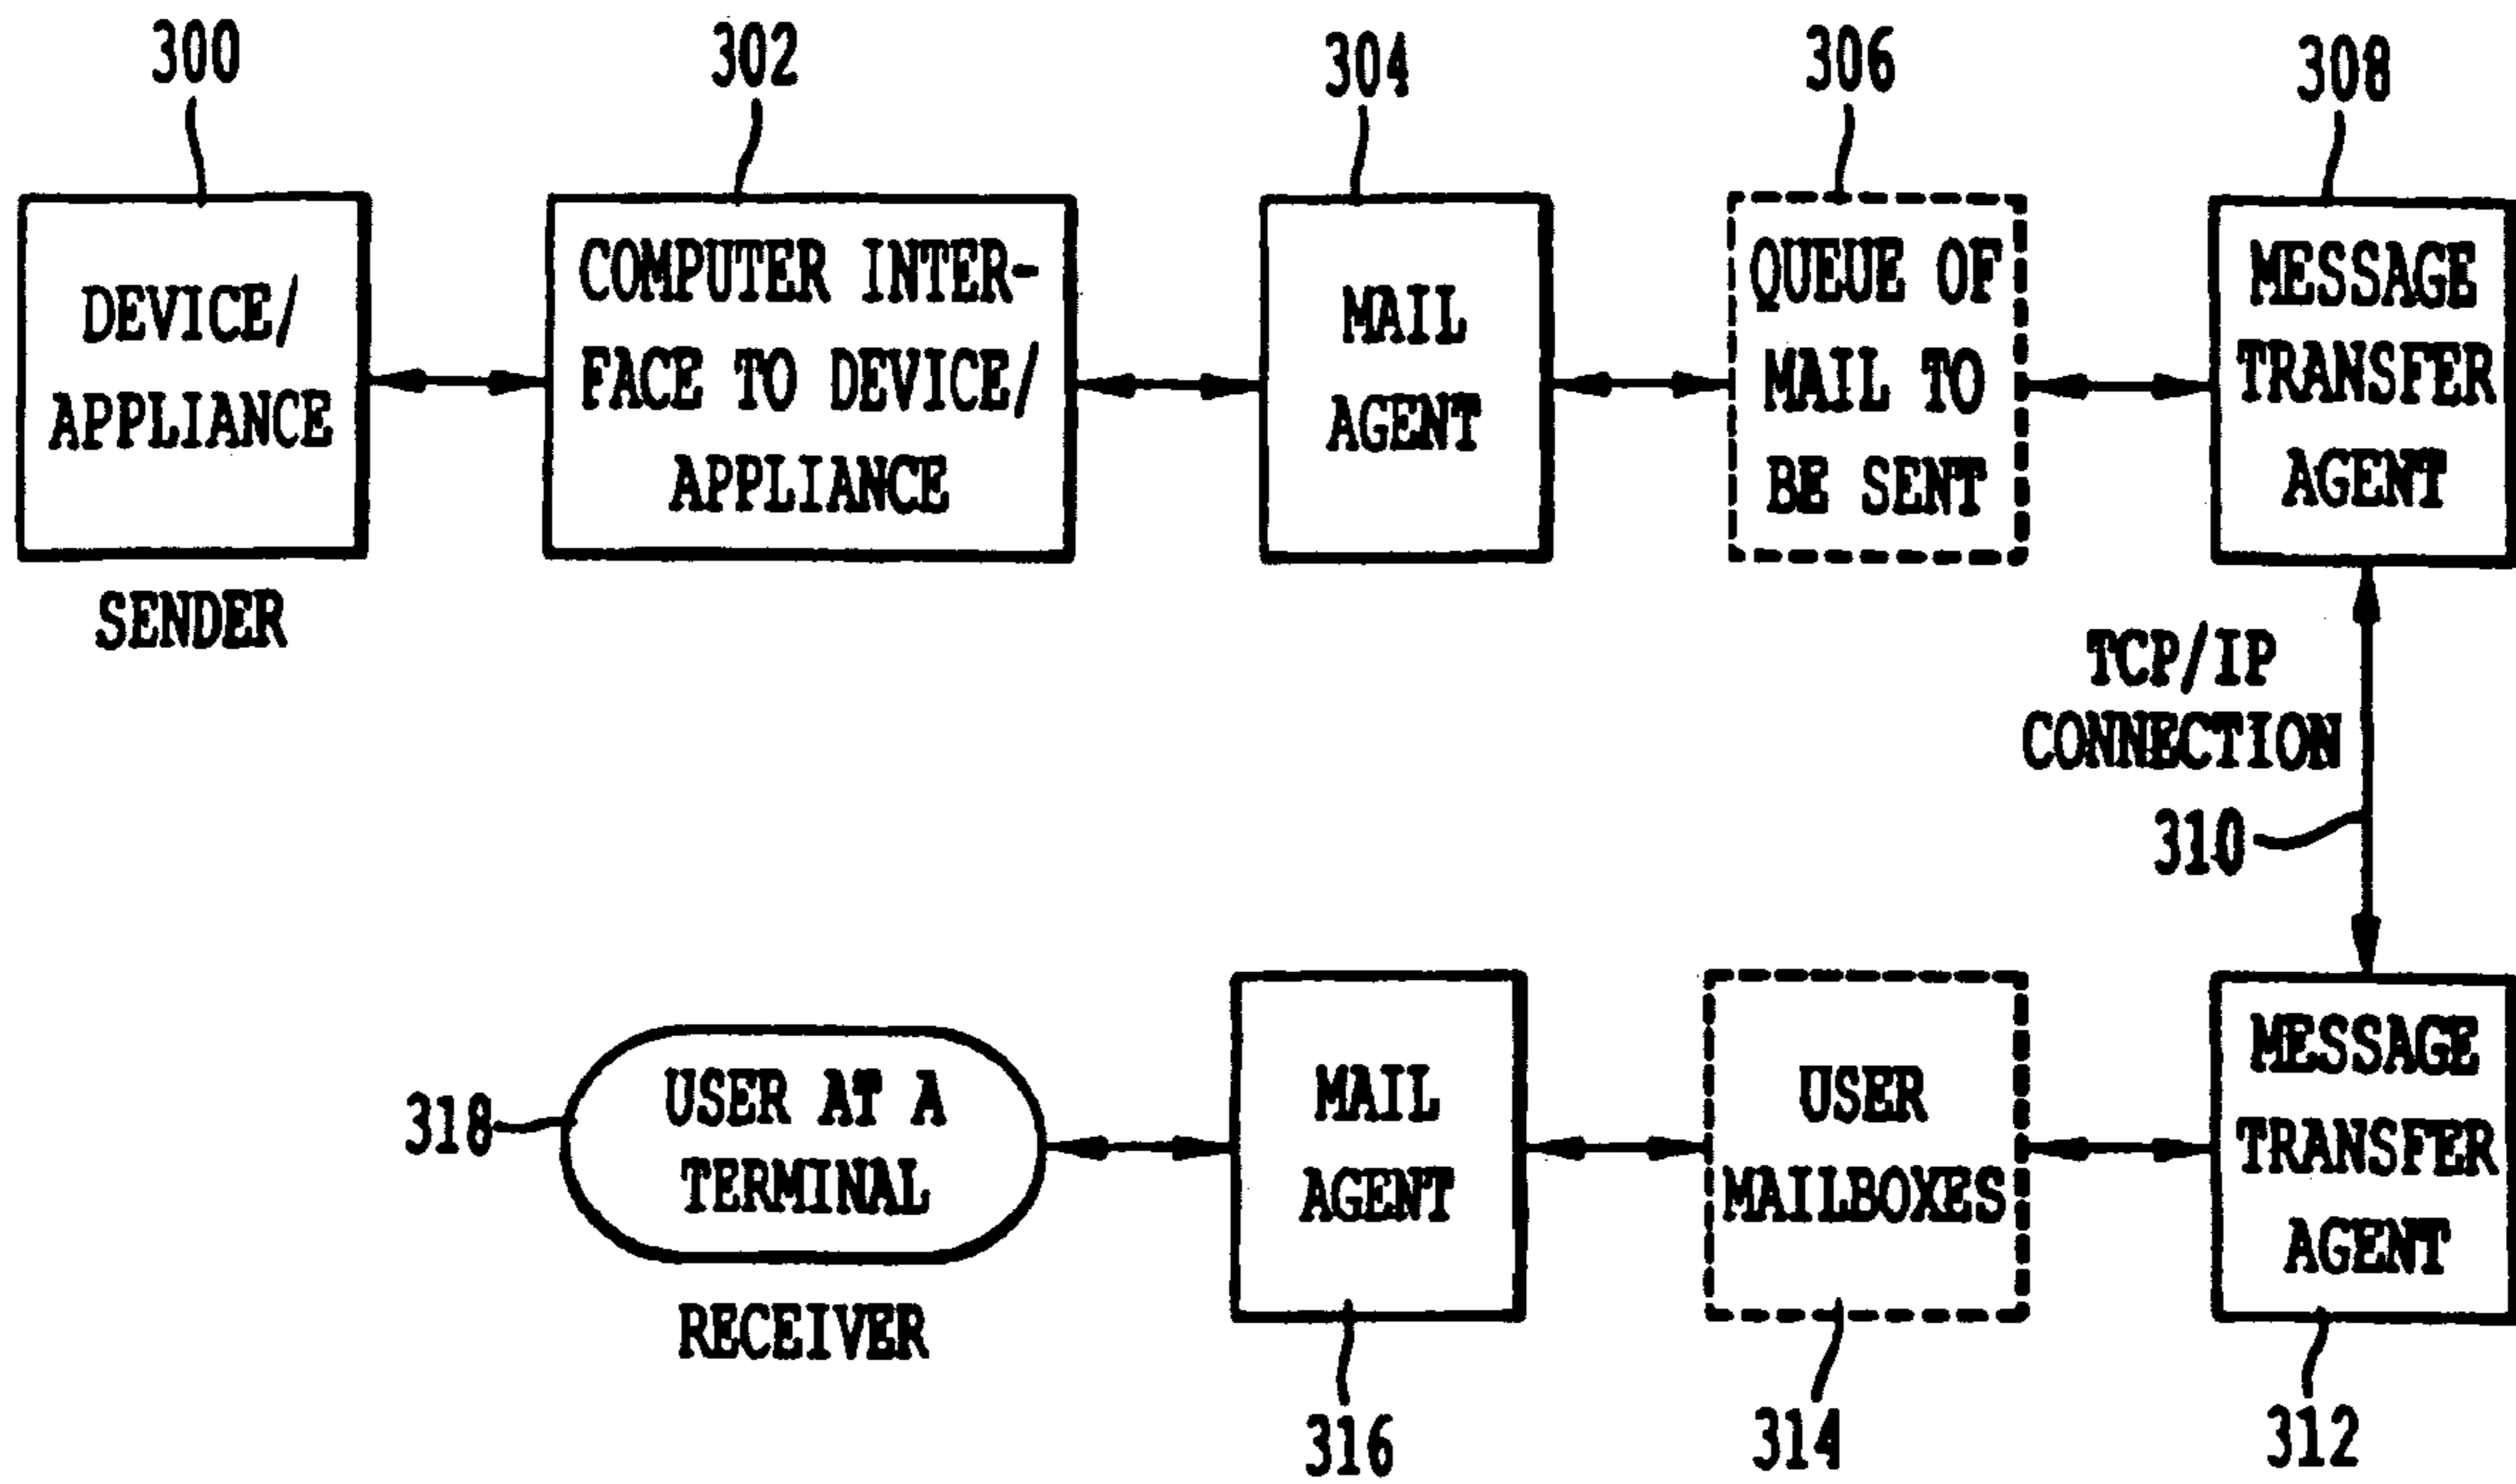 300
302
304
306
308
DEVICE/
APPLIANCE
SENDER
COMPUTER INTER-
FACE TO DEVICE/
APPLIANCE
MAIL
AGENT
QUEUE OF
MAIL TO
BE SENT
MESSAGE
TRANSFER
AGENT
TCP/IP
CONNECTION
310
318
USER AT A
TERMINAL
RECEIVER
MAIL
AGENT
USER
MAILBOXES
MESSAGE
TRANSFER
AGENT
316
314
312